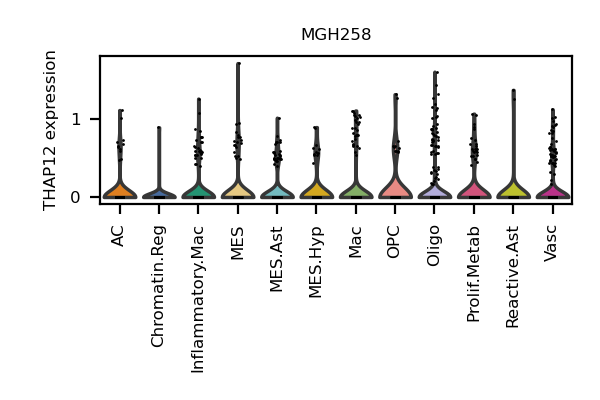 MGH258
THAP12 expression
1
0
AC
Chromatin.Reg
Inflammatory.Mac
MES
MES.Ast
MES.Hyp
Mac
OPC
Oligo
Prolif.Metab
Reactive.Ast
Vasc